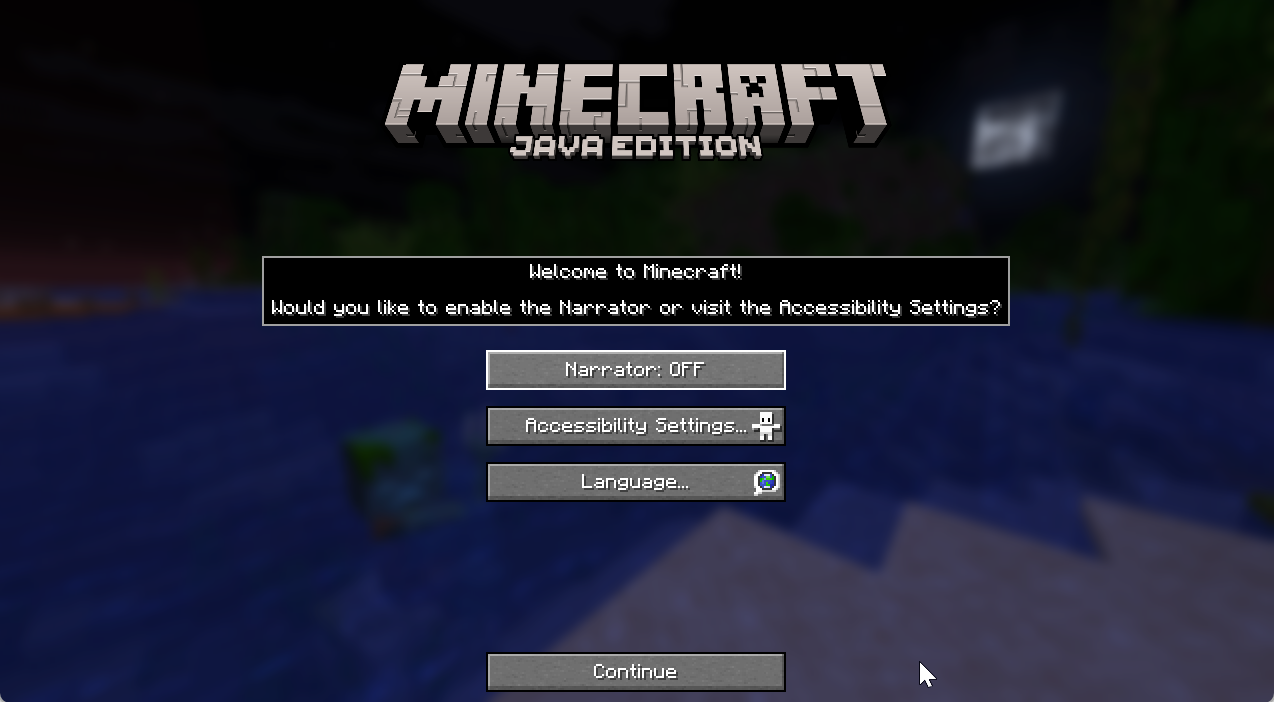 MINECRAFT
JAVA EDITION
Welcome to Minecraft!
Would you like to enable the Narrator or visit the Accessibility Settings?
Narrator: OFF
Accessibility Settings...
Language...
Continue